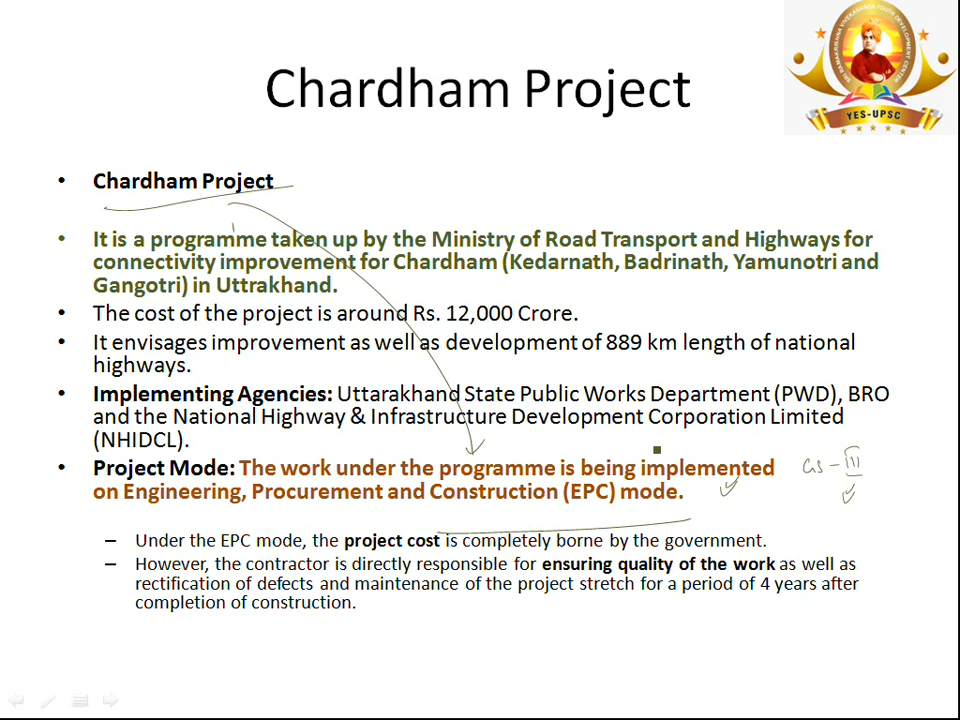 SRI RAMAKRISHNA VIVEKANANDA YOUTH DEVELOPMENT CENTER
YES-UPSC
Chardham Project
• Chardham Project
• It is a programme taken up by the Ministry of Road Transport and Highways for
connectivity improvement for Chardham (Kedarnath, Badrinath, Yamunotri and
Gangotri) in Uttrakhand.
• The cost of the project is around Rs. 12,000 Crore.
• It envisages improvement as well as development of 889 km length of national
highways.
• Implementing Agencies: Uttarakhand State Public Works Department (PWD), BRO
and the National Highway & Infrastructure Development Corporation Limited
(NHIDCL).
• Project Mode: The work under the programme is being implemented
on Engineering, Procurement and Construction (EPC) mode.
GS - III
– Under the EPC mode, the project cost is completely borne by the government.
– However, the contractor is directly responsible for ensuring quality of the work as well as
rectification of defects and maintenance of the project stretch for a period of 4 years after
completion of construction.